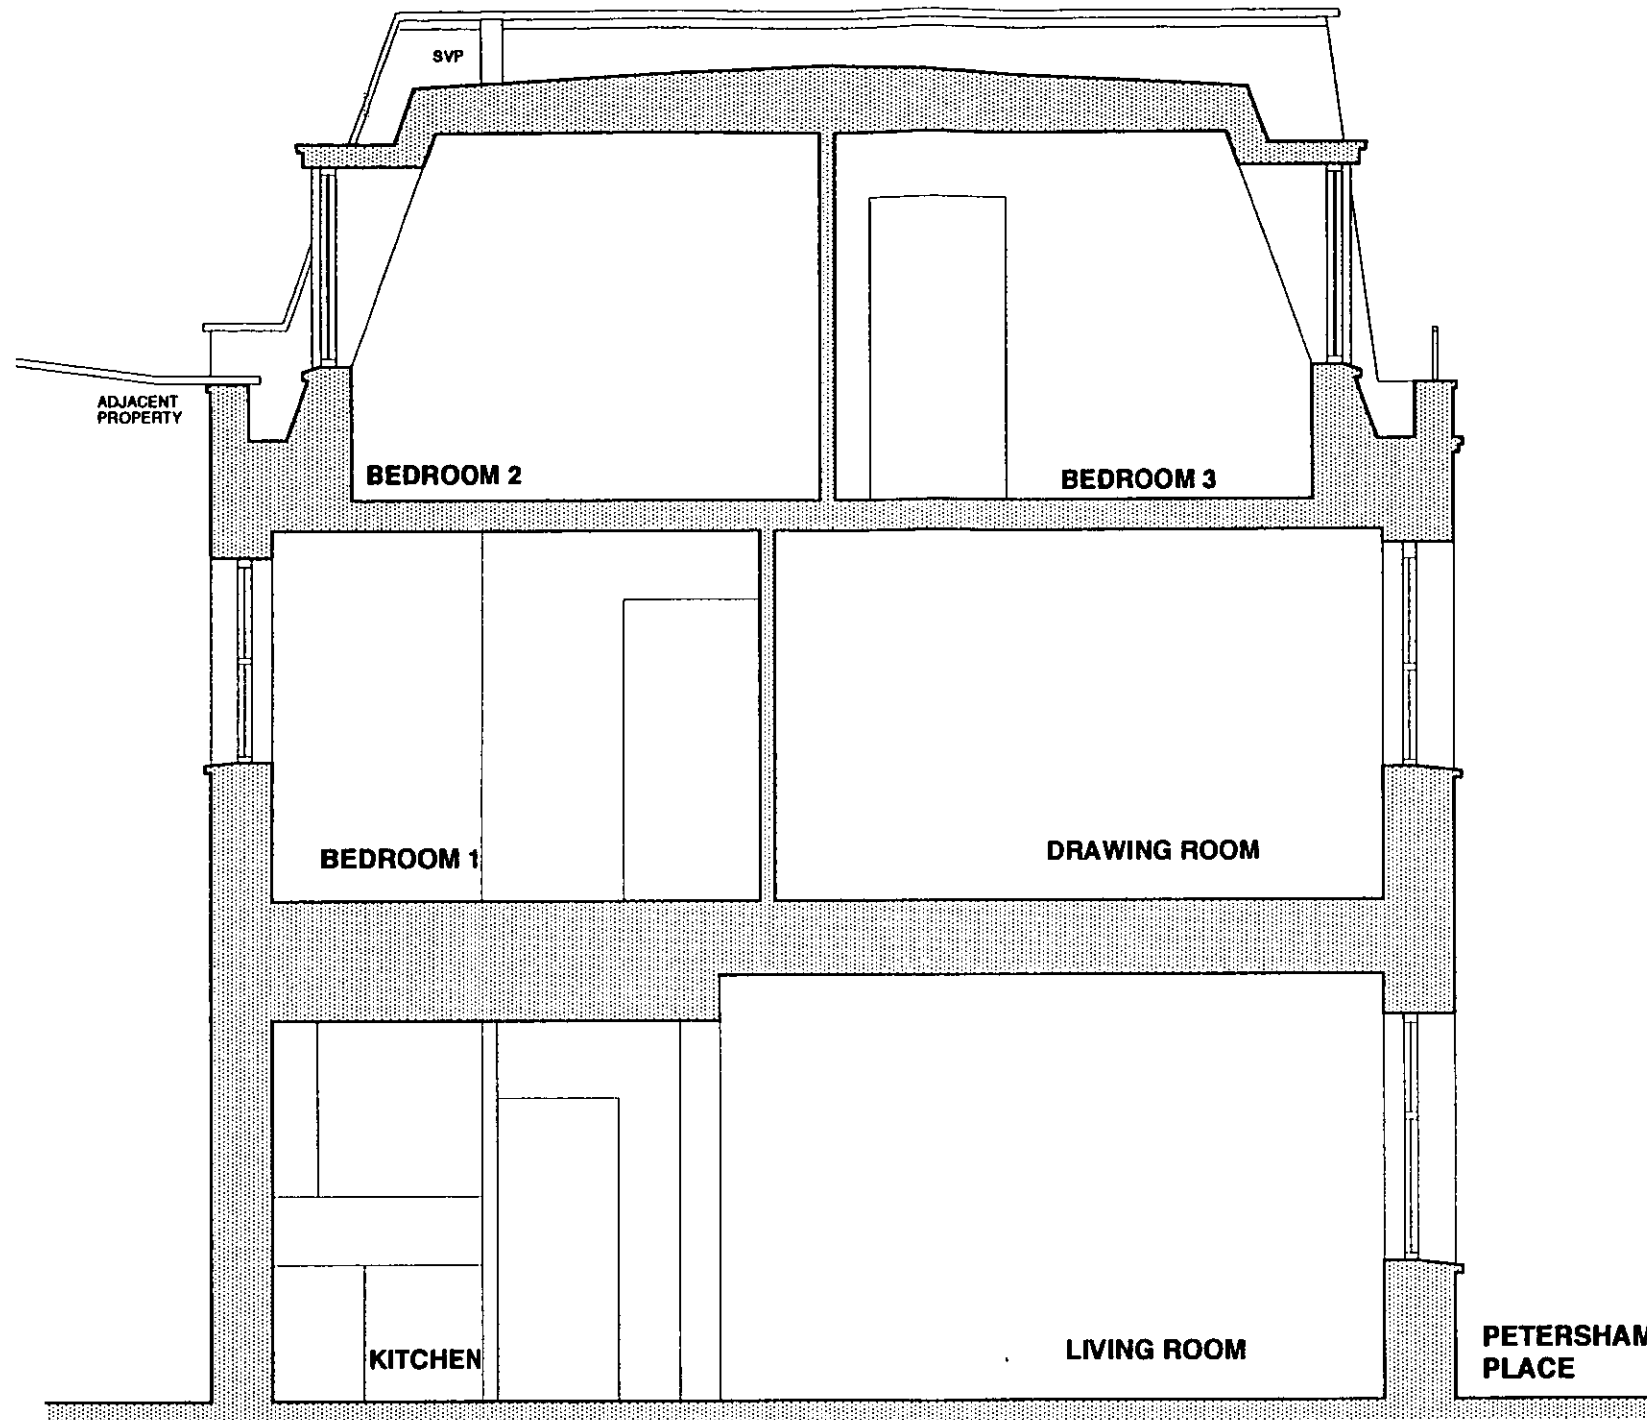 SVP
ADJACENT
PROPERTY
BEDROOM 2
BEDROOM 3
BEDROOM 1
DRAWING ROOM
KITCHEN
LIVING ROOM
PETERSHAM
PLACE